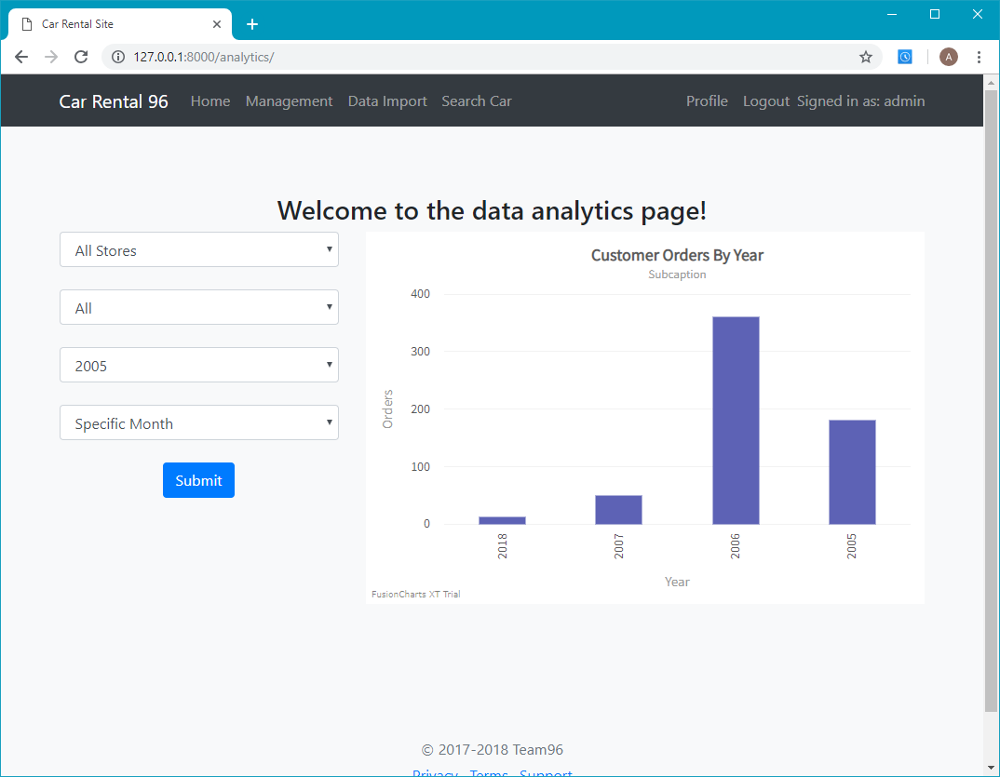 Car Rental Site
127.0.0.1:8000/analytics/
A
Car Rental 96 Home Management Data Import Search Car Profile Logout Signed in as: admin
Welcome to the data analytics page!
All Stores
All
2005
Specific Month
Submit
Customer Orders By Year
Subcaption
400
300
200
100
0
Orders
2018 2007 2006 2005
Year
FusionCharts XT Trial
© 2017-2018 Team96
Privacy Terms Support